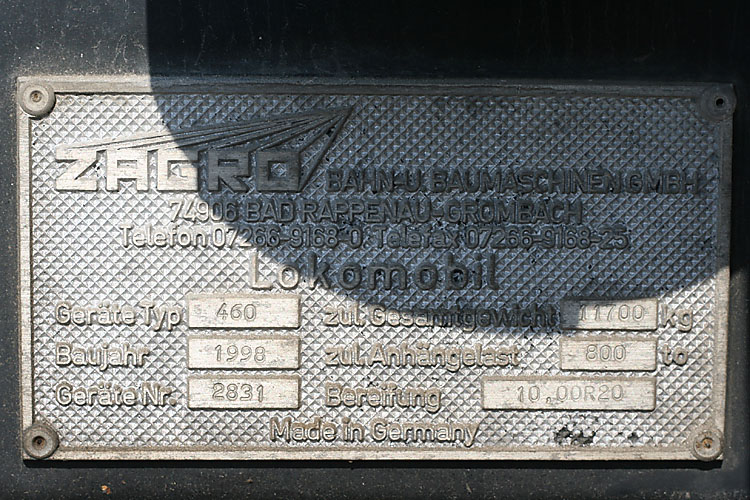 ZAGRO BAHN-U. BAUMASCHINEN GMBH
74906 BAD RAPPENAU-GROMBACH
Telefon 07266-9168-0, Telefax 07266-9168-25
Lokomobil
Geräte Typ 460 zul. Gesamtgewicht 11700 kg
Baujahr 1998 zul. Anhängelast 800 to
Geräte Nr. 2831 Bereifung 10,00R20
Made in Germany